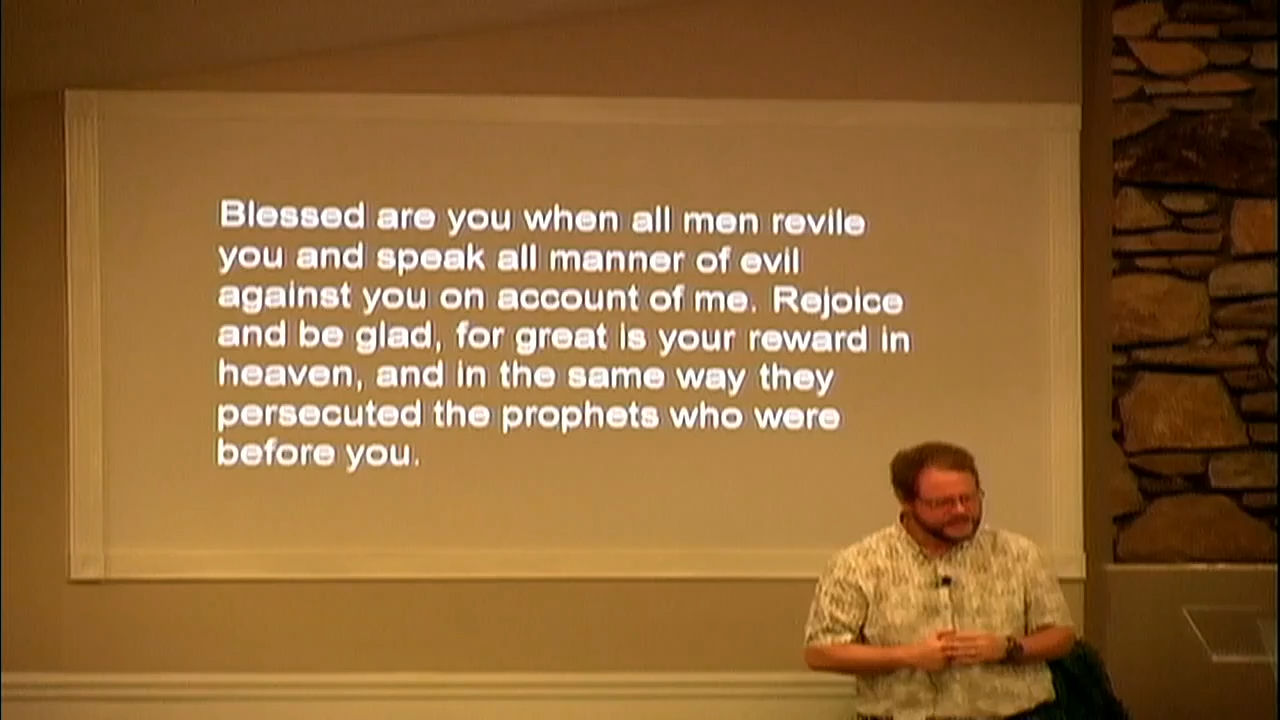 Blessed are you when all men revile
you and speak all manner of evil
against you on account of me. Rejoice
and be glad, for great is your reward in
heaven, and in the same way they
persecuted the prophets who were
before you.